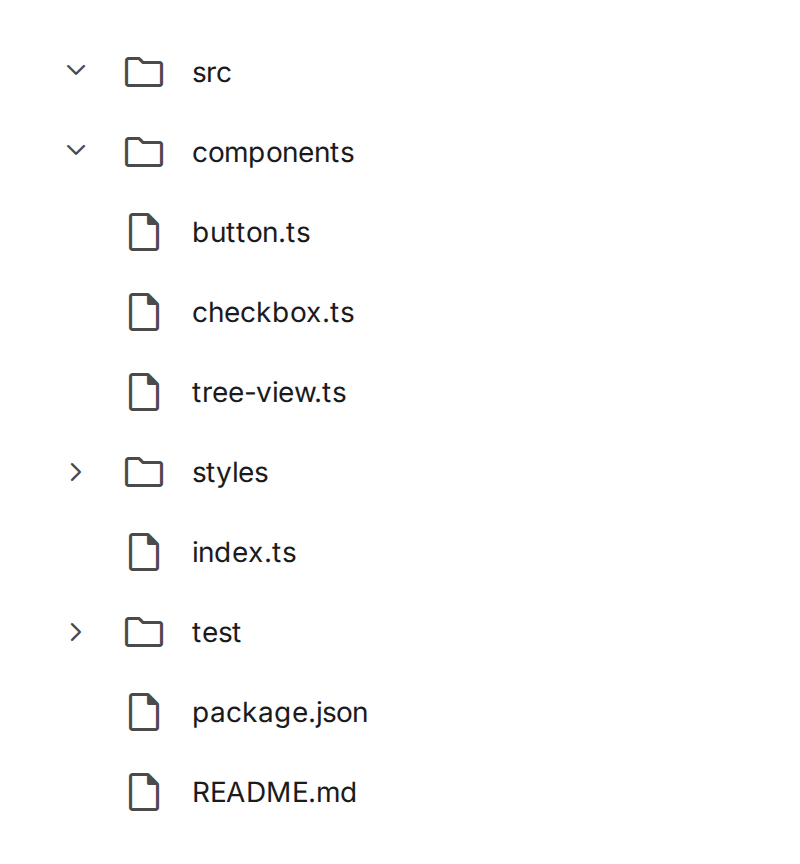 src
components
button.ts
checkbox.ts
tree-view.ts
styles
index.ts
test
package.json
README.md